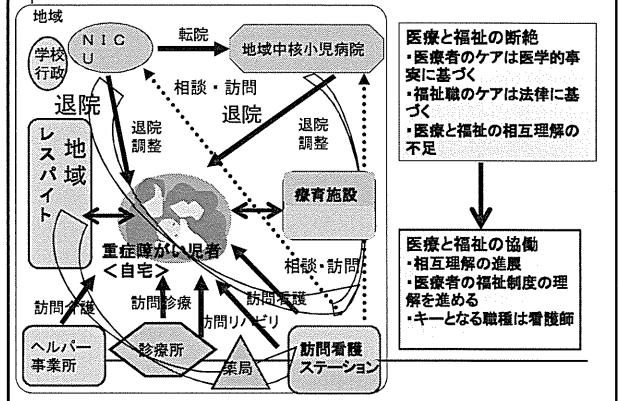 地域
学校
行政
NIC
U
転院
地域中核小児病院
相談・訪問
退院
退院
退院
調整
退院
調整
地域
レスパイト
療育施設
重症障がい児者
<自宅>
相談・訪問
訪問介護
訪問診療
訪問看護
訪問リハビリ
ヘルパー
事業所
診療所
薬局
訪問看護
ステーション
医療と福祉の断絶
・医療者のケアは医学的事
実に基づく
・福祉職のケアは法律に基
づく
・医療と福祉の相互理解の
不足
医療と福祉の協働
・相互理解の進展
・医療者の福祉制度の理
解を進める
・キーとなる職種は看護師